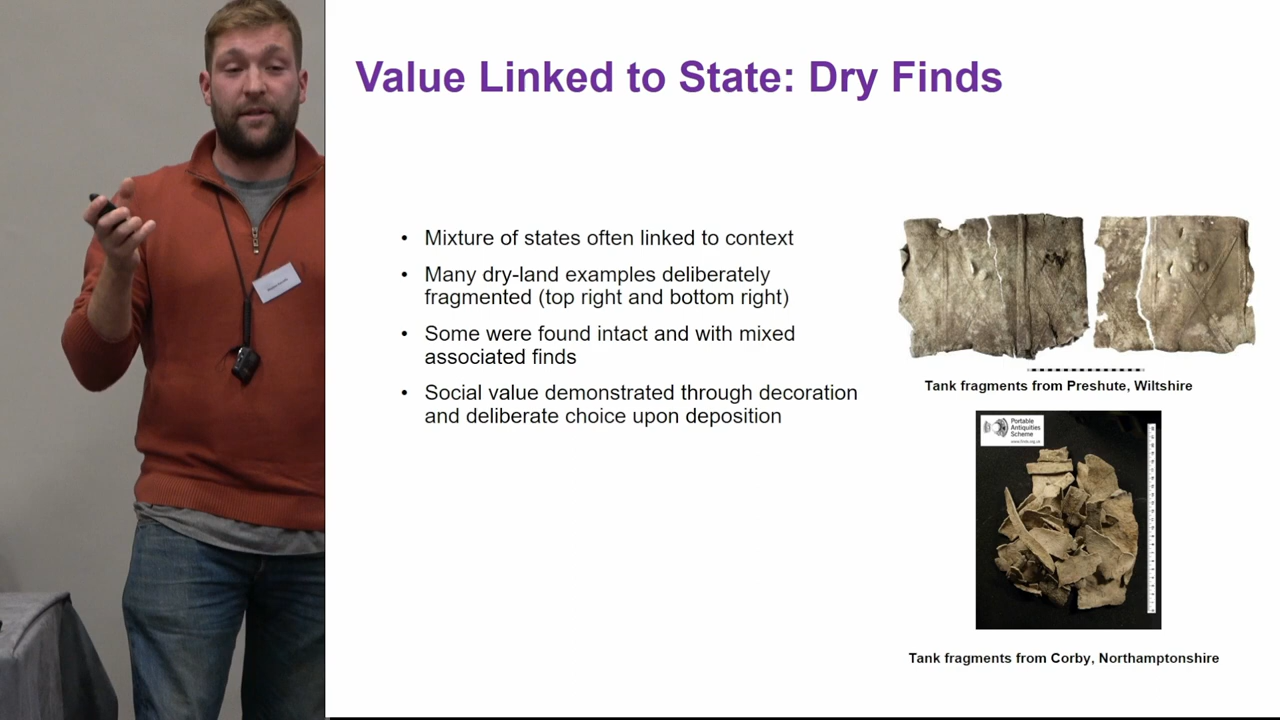 Value Linked to State: Dry Finds
• Mixture of states often linked to context
• Many dry-land examples deliberately
fragmented (top right and bottom right)
• Some were found intact and with mixed
associated finds
• Social value demonstrated through decoration
and deliberate choice upon deposition
Tank fragments from Preshute, Wiltshire
Portable
Antiquities
Scheme
Tank fragments from Corby, Northamptonshire